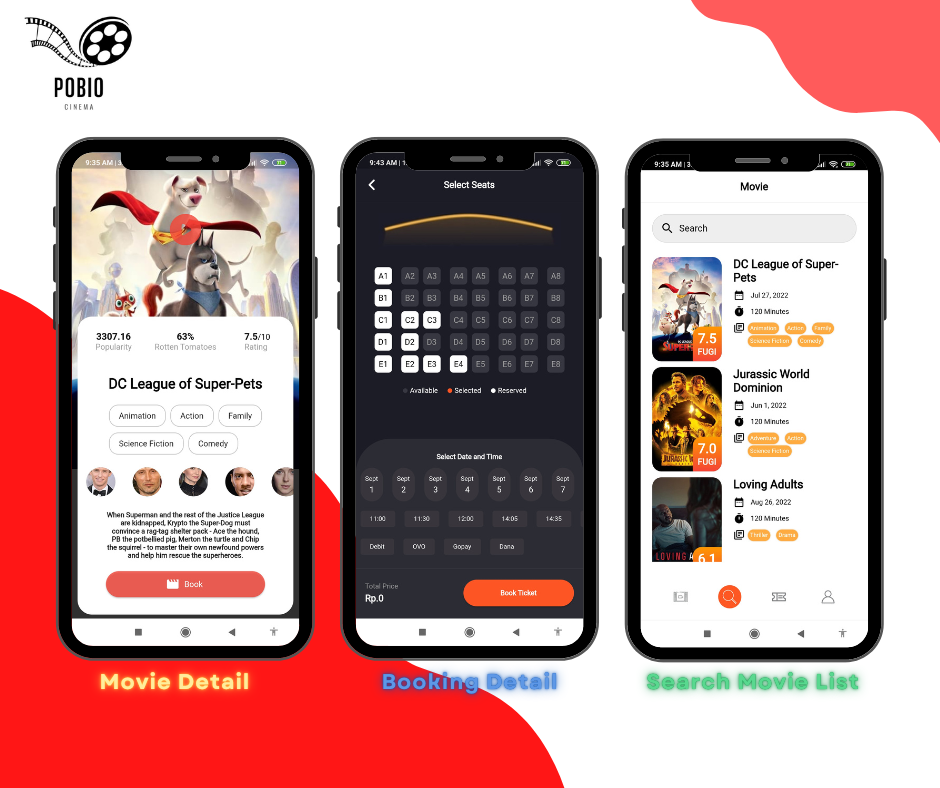 POBIO
CINEMA
9:35 AM | 3
3307.16
Popularity
63%
Rotten Tomatoes
7.5/10
Rating
DC League of Super-Pets
Animation
Action
Family
Science Fiction
Comedy
When Superman and the rest of the Justice League
are kidnapped, Krypto the Super-Dog must
convince a rag-tag shelter pack - Ace the hound,
PB the potbellied pig, Merton the turtle and Chip
the squirrel - to master their own newfound powers
and help him rescue the superheroes.
Book
Movie Detail
9:43 AM | 1
Select Seats
A1 A2 A3 A4 A5 A6 A7 A8
B1 B2 B3 B4 B5 B6 B7 B8
C1 C2 C3 C4 C5 C6 C7 C8
D1 D2 D3 D4 D5 D6 D7 D8
E1 E2 E3 E4 E5 E6 E7 E8
Available Selected Reserved
Select Date and Time
Sept Sept Sept Sept Sept Sept Sept
1 2 3 4 5 6 7
11:00 11:30 12:00 14:05 14:35
Debit OVO Gopay Dana
Total Price
Rp.0
Book Ticket
Booking Detail
9:35 AM | 3.
Movie
Search
DC League of Super-
Pets
Jul 27, 2022
120 Minutes
Animation Action Family
Science Fiction Comedy
7.5
FUGI
Jurassic World
Dominion
Jun 1, 2022
120 Minutes
Adventure Action
Science Fiction
JURASSIC W
7.0
FUGI
Loving Adults
Aug 26, 2022
120 Minutes
Thriller Drama
LOVING
6.1
Search Movie List